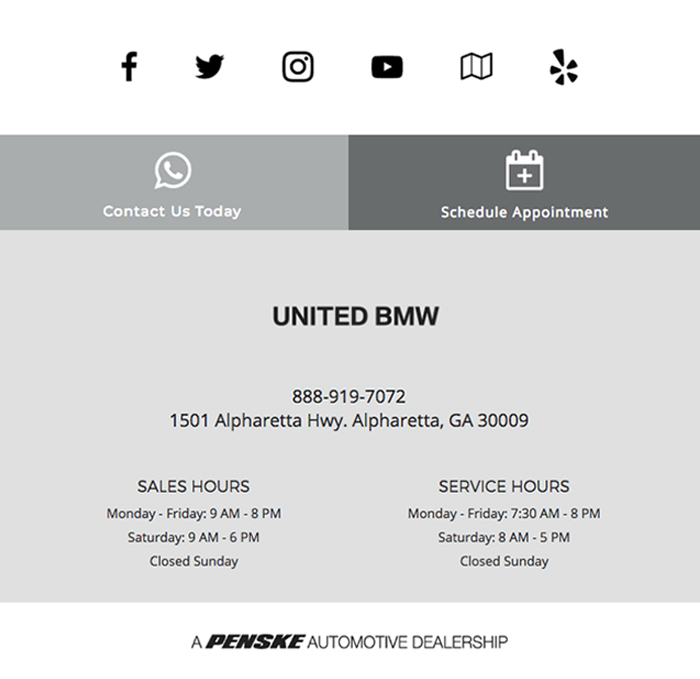 Contact Us Today
Schedule Appointment
UNITED BMW
888-919-7072
1501 Alpharetta Hwy. Alpharetta, GA 30009
SALES HOURS
Monday - Friday: 9 AM - 8 PM
Saturday: 9 AM - 6 PM
Closed Sunday
SERVICE HOURS
Monday - Friday: 7:30 AM - 8 PM
Saturday: 8 AM - 5 PM
Closed Sunday
A PENSKE AUTOMOTIVE DEALERSHIP